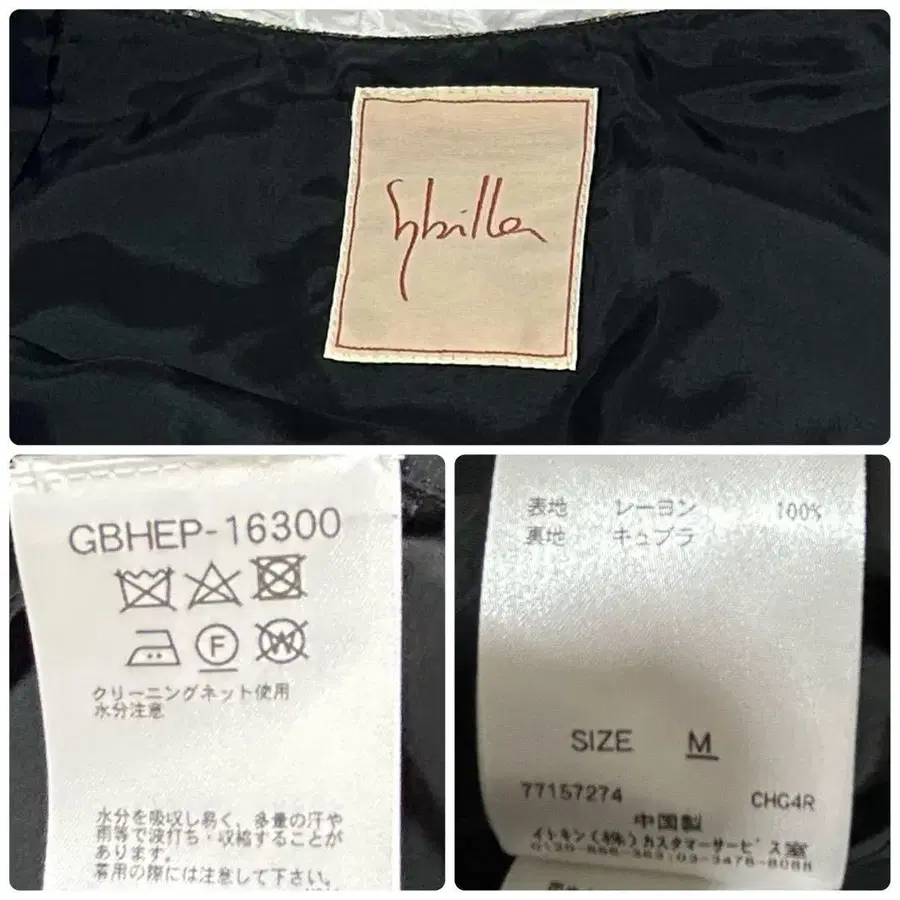 Sybilla
GBHEP-16300
F
W
クリーニングネット使用
水分注意
水分を吸収し易く、多量の汗や
雨等で波打ち・収縮することが
あります。
着用の際には注意して下さい。
表地 レーヨン 100%
裏地 キュプラ
SIZE M
77157274 CHG4R
中国製
イトキン(株)カスタマーサービス室